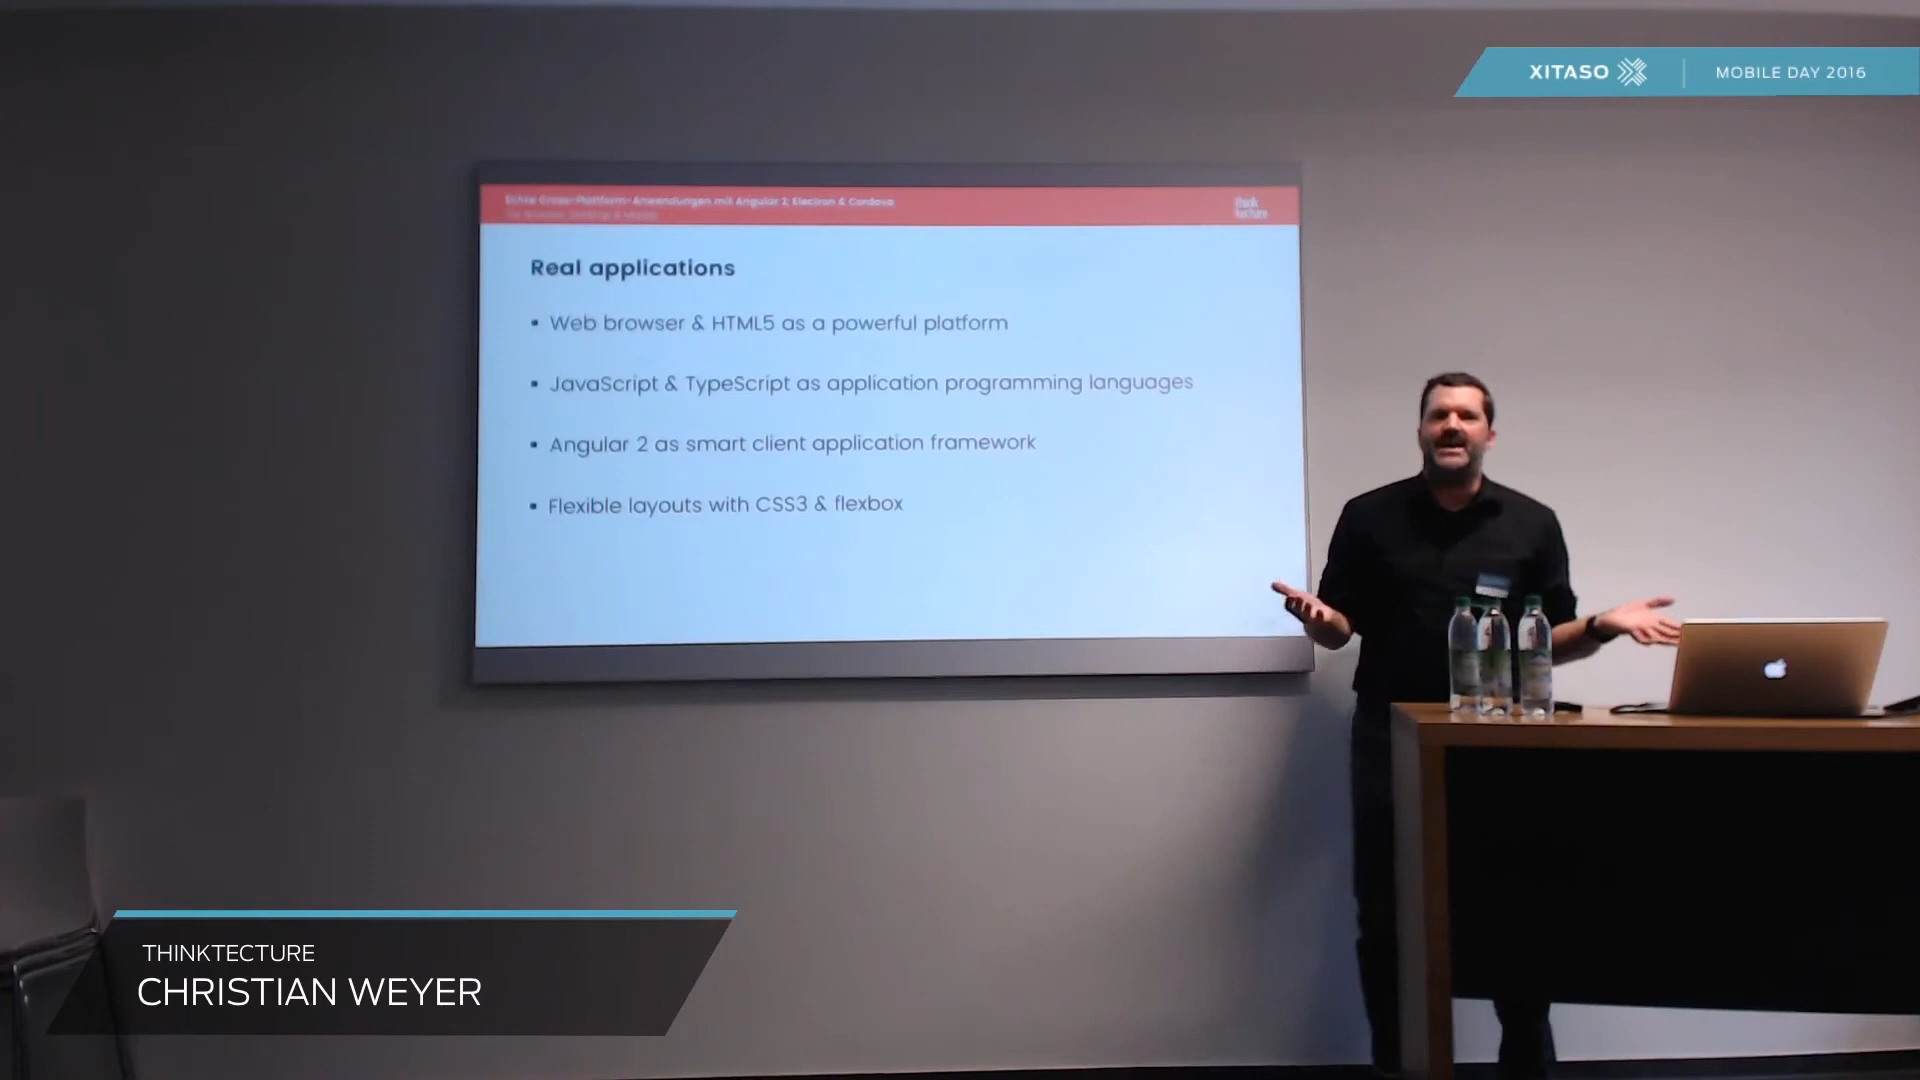 XITASO
MOBILE DAY 2016
Echte Cross-Plattform-Anwendungen mit Angular 2, Electron & Cordova
think
tecture
Real applications
▪ Web browser & HTML5 as a powerful platform
▪ JavaScript & TypeScript as application programming languages
▪ Angular 2 as smart client application framework
▪ Flexible layouts with CSS3 & flexbox
THINKTECTURE
CHRISTIAN WEYER